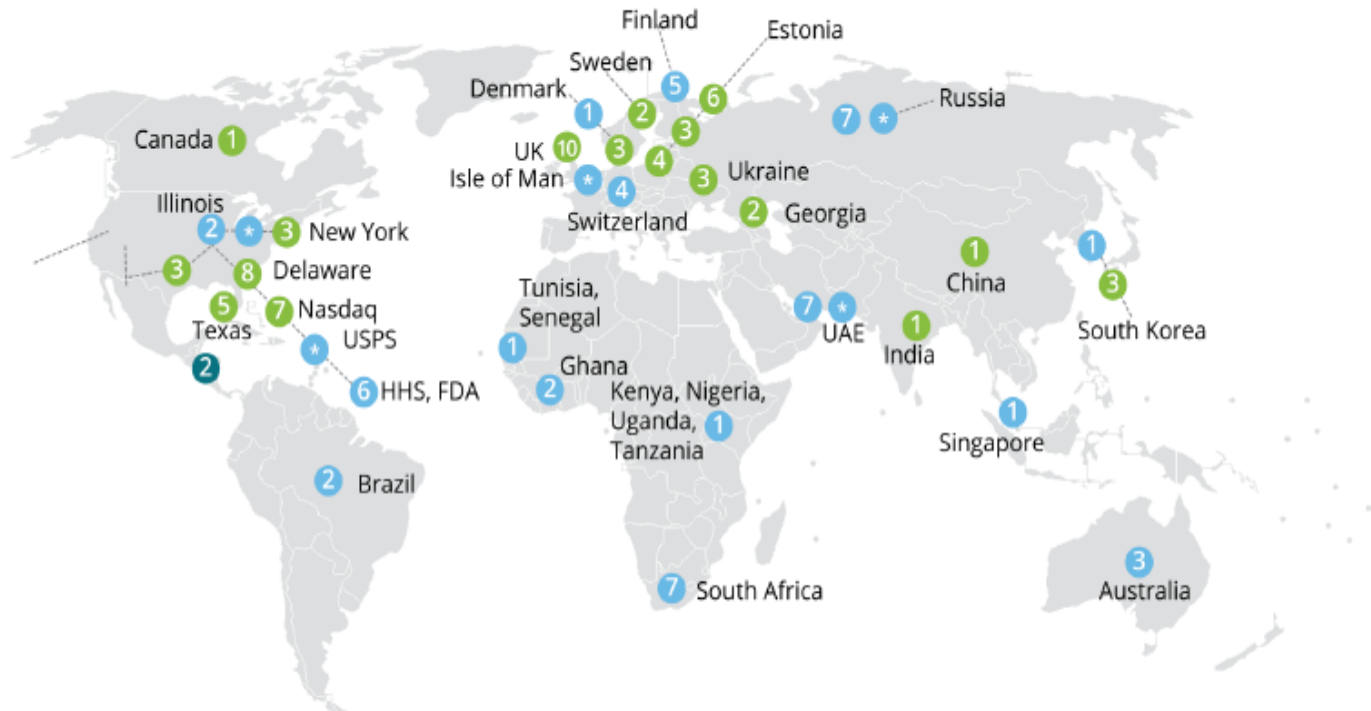 Finland
Estonia
Sweden
5
6
Denmark
1
2
7 * Russia
Canada 1
3
UK 10
3
4
Isle of Man *
4
3 Ukraine
Illinois
Switzerland
2 Georgia
2 * 3 New York
1
1
3
8 Delaware
China
3
Tunisia,
Senegal
5
7 Nasdaq
7 *
UAE
South Korea
Texas
USPS
1
India
*
1
2
Ghana
6 HHS, FDA
2
Kenya, Nigeria,
Uganda,
Tanzania
1
1
Singapore
2 Brazil
3
Australia
7 South Africa